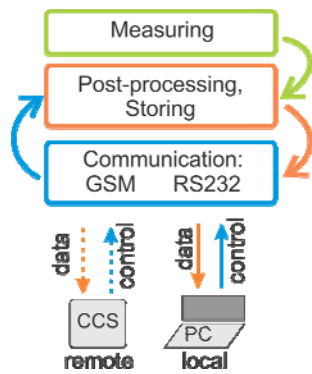 Measuring
Post-processing,
Storing
Communication:
GSM RS232
data control data control
CCS PC
remote local